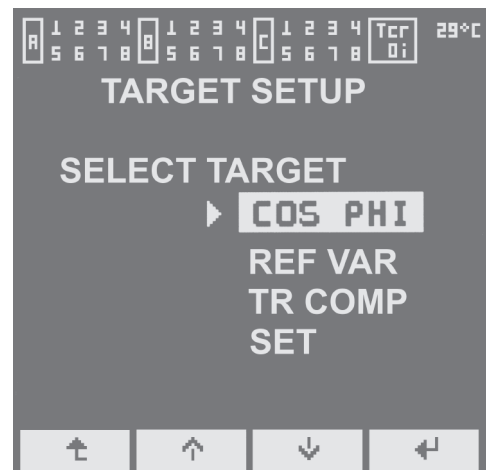 A 1 2 3 4 B 1 2 3 4 C 1 2 3 4 Tcr 29°C
5 6 7 8 5 6 7 8 5 6 7 8 0i
TARGET SETUP
SELECT TARGET
COS PHI
REF VAR
TR COMP
SET